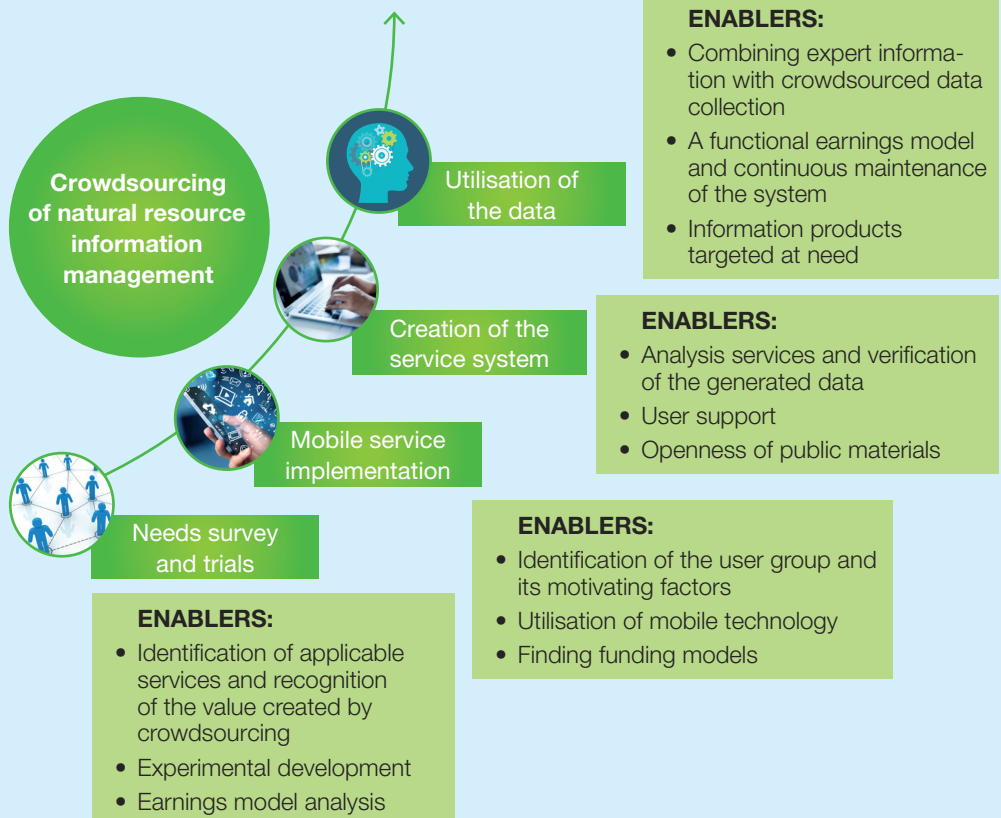 Crowdsourcing
of natural resource
information
management
ENABLERS:
• Combining expert informa-
tion with crowdsourced data
collection
• A functional earnings model
and continuous maintenance
of the system
• Information products
targeted at need
Utilisation of
the data
ENABLERS:
• Analysis services and verification
of the generated data
• User support
• Openness of public materials
Creation of the
service system
Mobile service
implementation
ENABLERS:
• Identification of the user group and
its motivating factors
• Utilisation of mobile technology
• Finding funding models
Needs survey
and trials
ENABLERS:
• Identification of applicable
services and recognition
of the value created by
crowdsourcing
• Experimental development
• Earnings model analysis